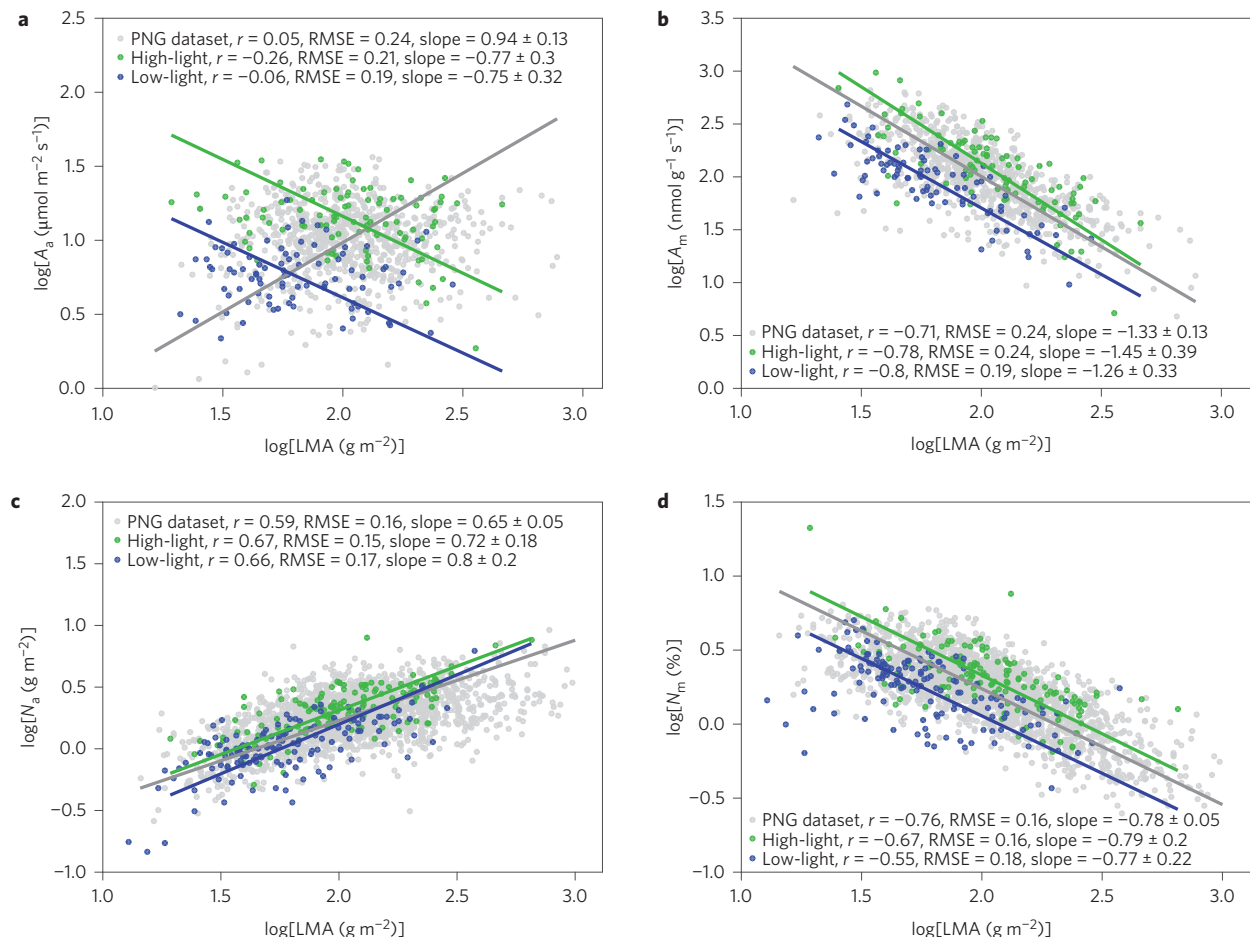 a
PNG dataset, r = 0.05, RMSE = 0.24, slope = 0.94 ± 0.13
High-light, r = −0.26, RMSE = 0.21, slope = −0.77 ± 0.3
Low-light, r = −0.06, RMSE = 0.19, slope = −0.75 ± 0.32
2.5
2.0
1.5
1.0
0.5
0.0
log[Aa (μmol m−2 s−1)]
1.0 1.5 2.0 2.5 3.0
log[LMA (g m−2)]
b
3.5
3.0
2.5
2.0
1.5
1.0
0.5
0.0
log[Am (nmol g−1 s−1)]
PNG dataset, r = −0.71, RMSE = 0.24, slope = −1.33 ± 0.13
High-light, r = −0.78, RMSE = 0.24, slope = −1.45 ± 0.39
Low-light, r = −0.8, RMSE = 0.19, slope = −1.26 ± 0.33
1.0 1.5 2.0 2.5 3.0
log[LMA (g m−2)]
c
PNG dataset, r = 0.59, RMSE = 0.16, slope = 0.65 ± 0.05
High-light, r = 0.67, RMSE = 0.15, slope = 0.72 ± 0.18
Low-light, r = 0.66, RMSE = 0.17, slope = 0.8 ± 0.2
2.0
1.5
1.0
0.5
0.0
−0.5
−1.0
log[Na (g m−2)]
1.0 1.5 2.0 2.5 3.0
log[LMA (g m−2)]
d
1.5
1.0
0.5
0.0
−0.5
−1.0
log[Nm (%)]
PNG dataset, r = −0.76, RMSE = 0.16, slope = −0.78 ± 0.05
High-light, r = −0.67, RMSE = 0.16, slope = −0.79 ± 0.2
Low-light, r = −0.55, RMSE = 0.18, slope = −0.77 ± 0.22
1.0 1.5 2.0 2.5 3.0
log[LMA (g m−2)]